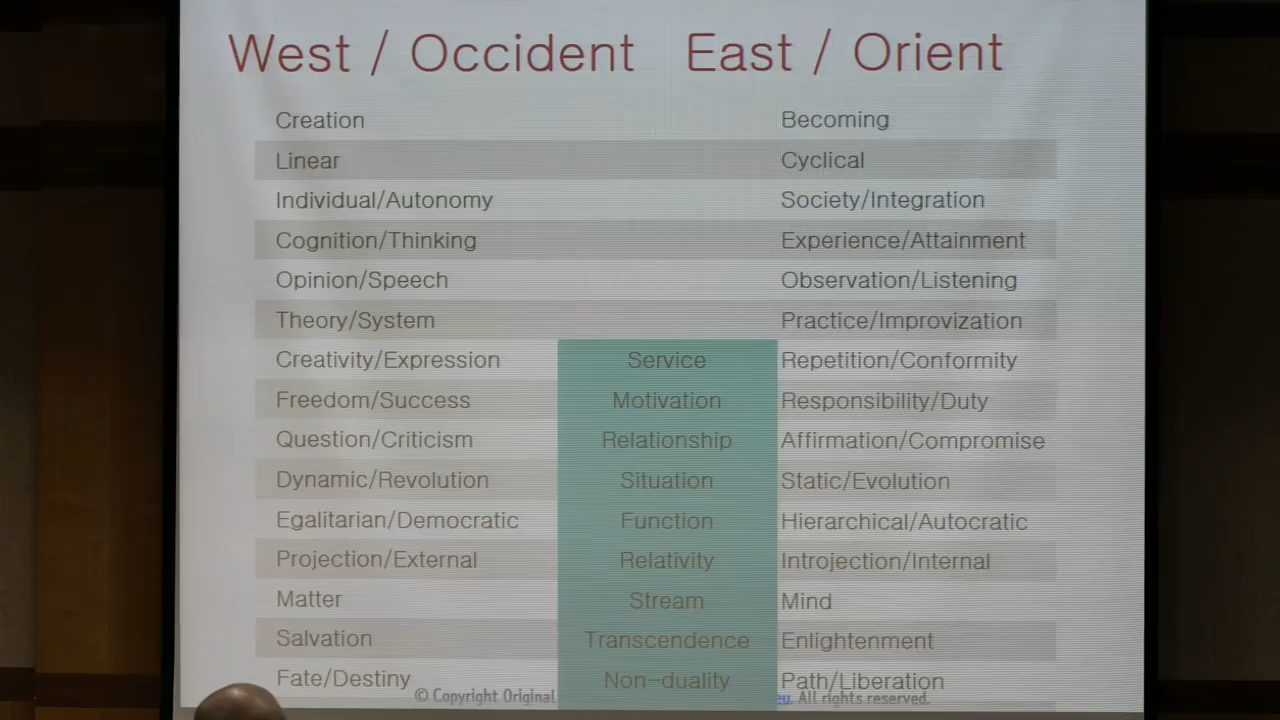 West / Occident East / Orient
Creation Becoming
Linear Cyclical
Individual/Autonomy Society/Integration
Cognition/Thinking Experience/Attainment
Opinion/Speech Observation/Listening
Theory/System Practice/Improvization
Creativity/Expression Service Repetition/Conformity
Freedom/Success Motivation Responsibility/Duty
Question/Criticism Relationship Affirmation/Compromise
Dynamic/Revolution Situation Static/Evolution
Egalitarian/Democratic Function Hierarchical/Autocratic
Projection/External Relativity Introjection/Internal
Matter Stream Mind
Salvation Transcendence Enlightenment
Fate/Destiny Non-duality Path/Liberation
© Copyright Original eu. All rights reserved.